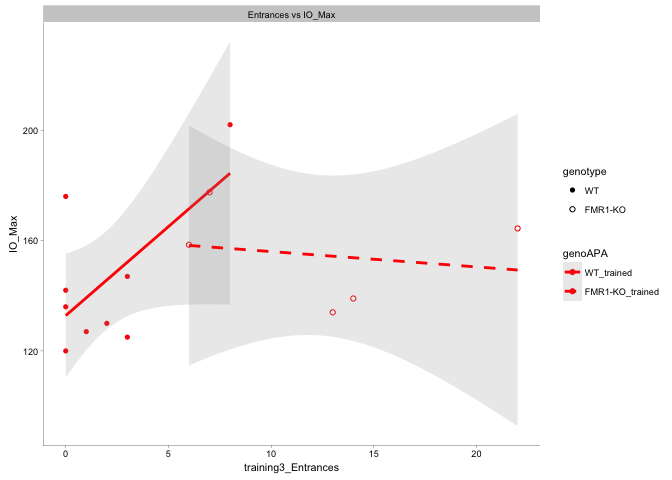 Entrances vs IO_Max
200
160
120
IO_Max
0
5
10
15
20
training3_Entrances
genotype
WT
FMR1-KO
genoAPA
WT_trained
FMR1-KO_trained